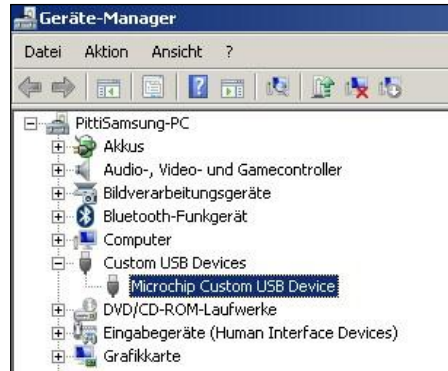 Geräte-Manager
Datei Aktion Ansicht ?
PittiSamsung-PC
Akkus
Audio-, Video- und Gamecontroller
Bildverarbeitungsgeräte
Bluetooth-Funkgerät
Computer
Custom USB Devices
Microchip Custom USB Device
DVD/CD-ROM-Laufwerke
Eingabegeräte (Human Interface Devices)
Grafikkarte